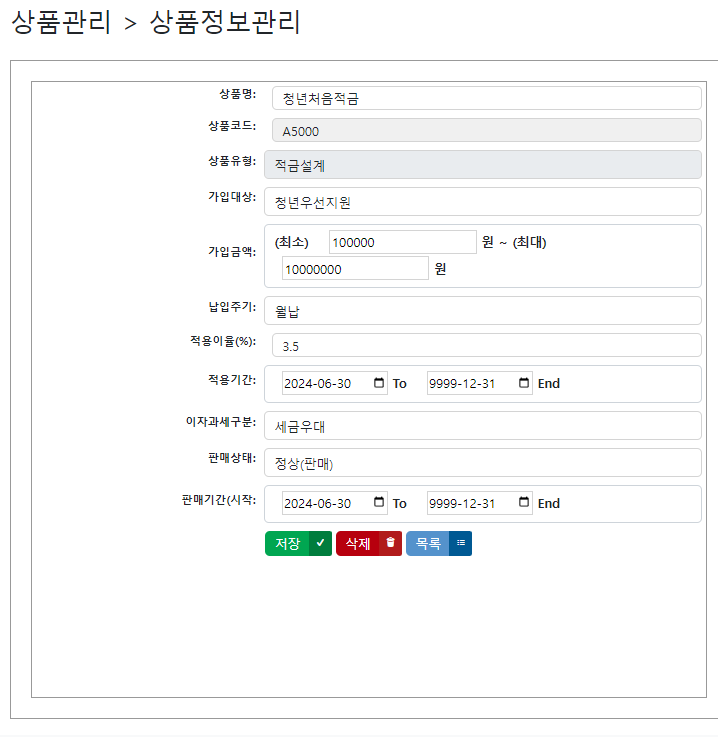 상품관리 > 상품정보관리
상품명: 청년처음적금
상품코드: A5000
상품유형: 적금설계
가입대상: 청년우선지원
가입금액: (최소) 100000 원 ~ (최대)
10000000 원
납입주기: 월납
적용이율(%): 3.5
적용기간: 2024-06-30 To 9999-12-31 End
이자과세구분: 세금우대
판매상태: 정상(판매)
판매기간(시작: 2024-06-30 To 9999-12-31 End
저장 삭제 목록